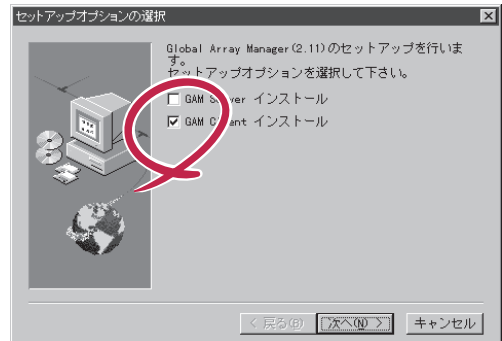 セットアップオプションの選択
Global Array Manager(2.11)のセットアップを行いま
す。
セットアップオプションを選択して下さい。
GAM Server インストール
GAM Client インストール
< 戻る(B)
次へ(N) >
キャンセル